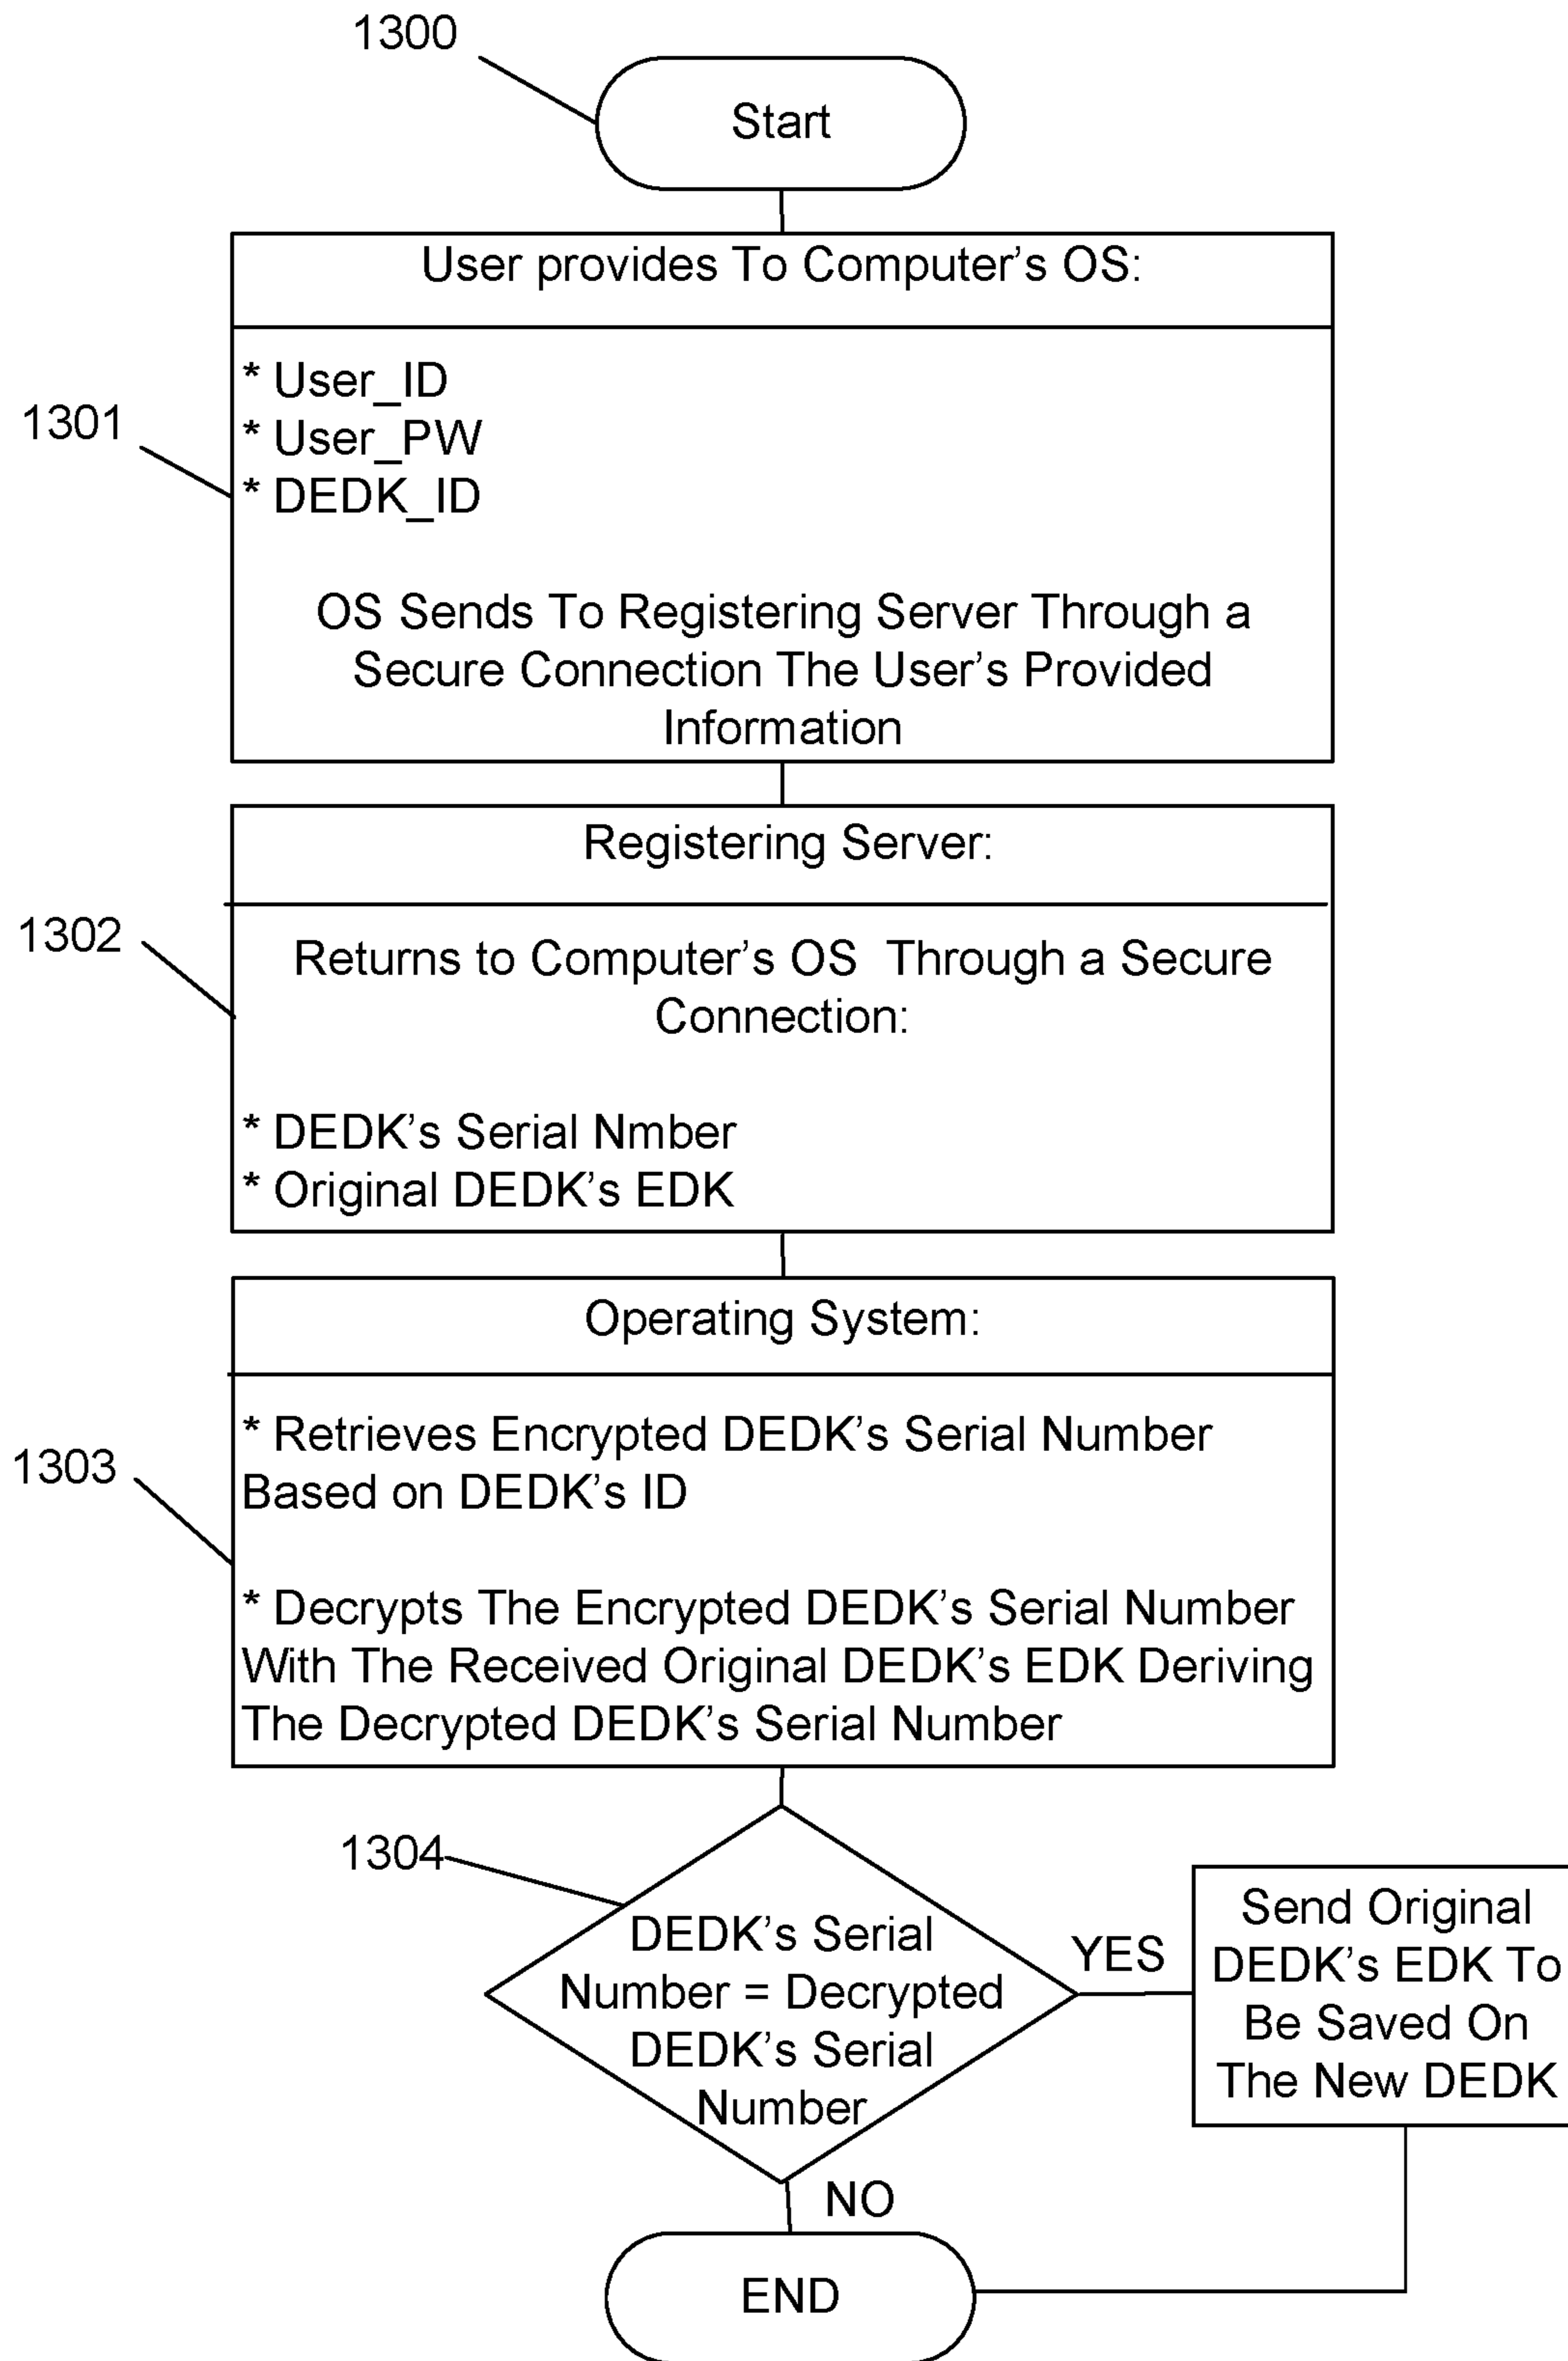 1300
Start
User provides To Computer's OS:
1301
* User_ID
* User_PW
* DEDK_ID
OS Sends To Registering Server Through a
Secure Connection The User's Provided
Information
Registering Server:
1302
Returns to Computer's OS Through a Secure
Connection:
* DEDK's Serial Nmber
* Original DEDK's EDK
Operating System:
1303
* Retrieves Encrypted DEDK's Serial Number
Based on DEDK's ID
* Decrypts The Encrypted DEDK's Serial Number
With The Received Original DEDK's EDK Deriving
The Decrypted DEDK's Serial Number
1304
DEDK's Serial
Number = Decrypted
DEDK's Serial
Number
YES
Send Original
DEDK's EDK To
Be Saved On
The New DEDK
NO
END